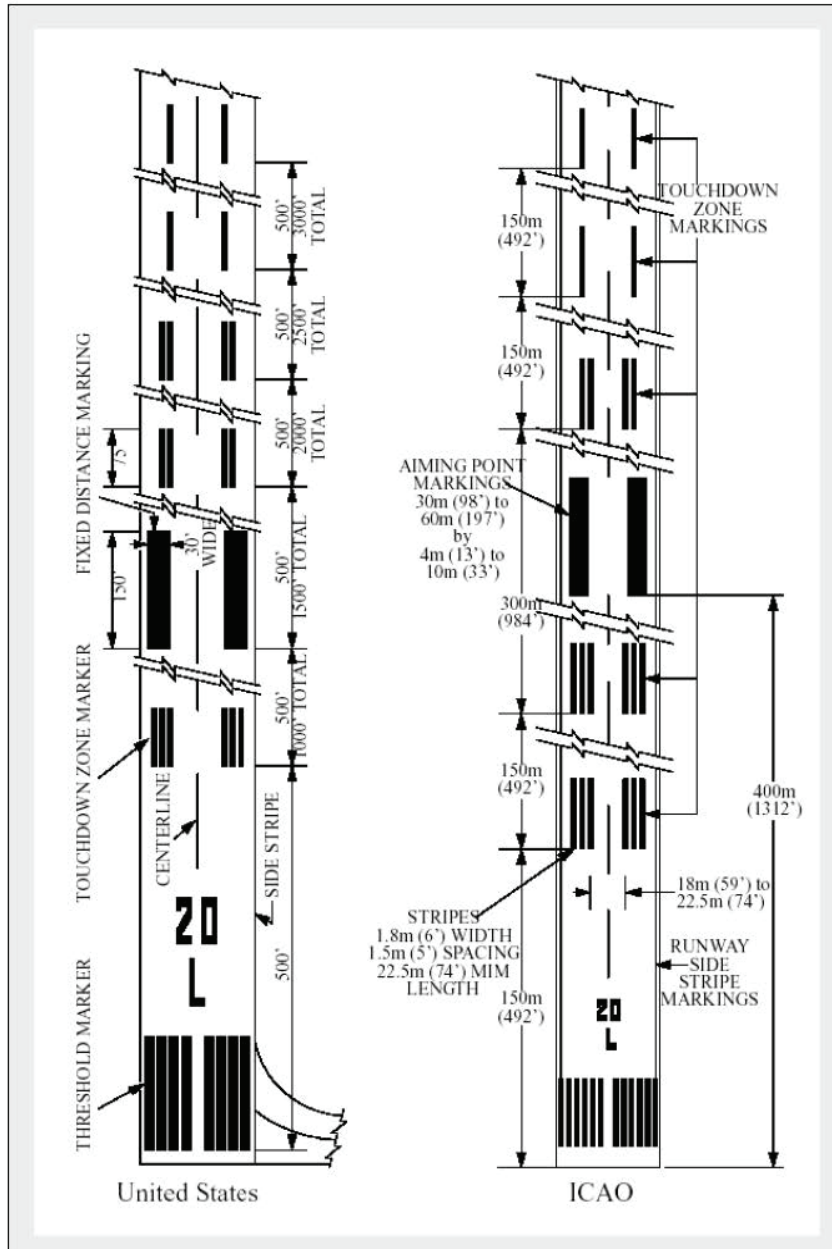 500'
3000'
TOTAL
500'
2500'
TOTAL
500'
2000'
TOTAL
500'
1500' TOTAL
500'
1000' TOTAL
500'
FIXED DISTANCE MARKING
75'
30'
WIDE
150'
TOUCHDOWN ZONE MARKER
CENTERLINE
SIDE STRIPE
20
L
THRESHOLD MARKER
United States
TOUCHDOWN
ZONE
MARKINGS
150m
(492')
150m
(492')
AIMING POINT
MARKINGS
30m (98') to
60m (197')
by
4m (13') to
10m (33')
300m
(984')
150m
(492')
400m
(1312')
18m (59') to
22.5m (74')
STRIPES
1.8m (6') WIDTH
1.5m (5') SPACING
22.5m (74') MIM
LENGTH
RUNWAY
SIDE
STRIPE
MARKINGS
150m
(492')
20
L
ICAO